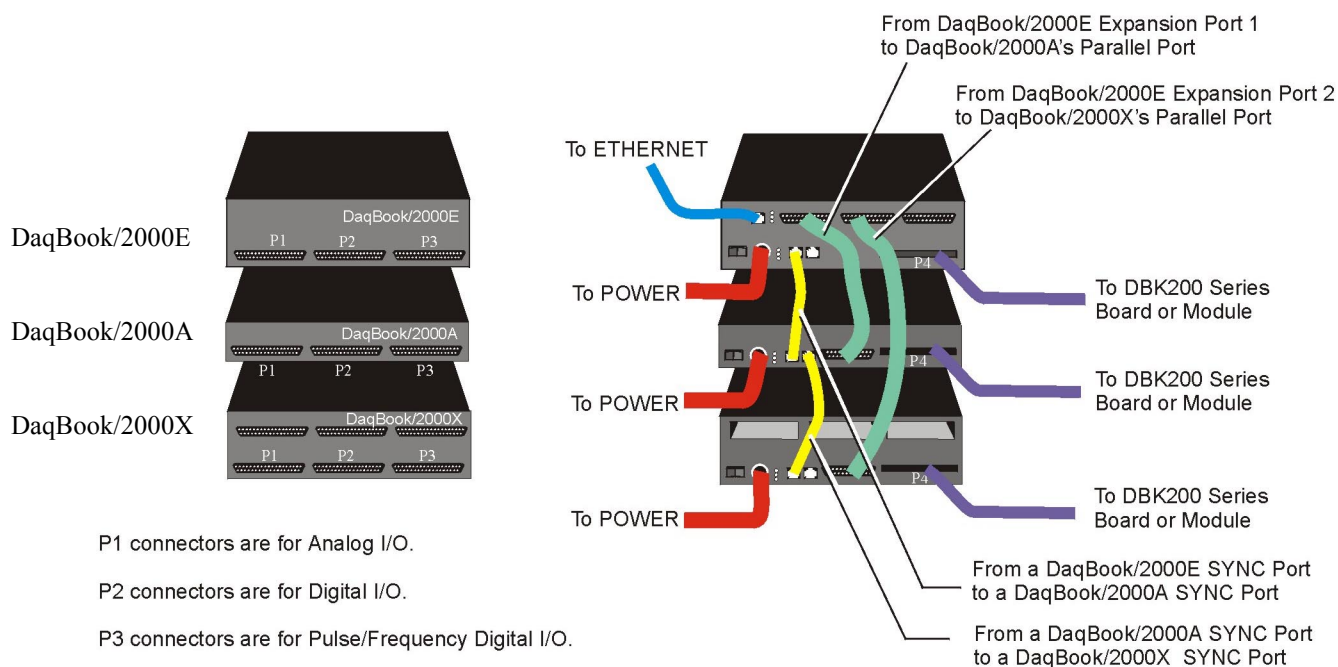 From DaqBook/2000E Expansion Port 1
to DaqBook/2000A's Parallel Port
From DaqBook/2000E Expansion Port 2
to DaqBook/2000X's Parallel Port
To ETHERNET
DaqBook/2000E
P1 P2 P3
DaqBook/2000E
P4
To POWER
To DBK200 Series
Board or Module
DaqBook/2000A
DaqBook/2000A
P1 P2 P3
P4
To POWER
To DBK200 Series
Board or Module
DaqBook/2000X
DaqBook/2000X
P1 P2 P3
P4
To POWER
To DBK200 Series
Board or Module
P1 connectors are for Analog I/O.
P2 connectors are for Digital I/O.
P3 connectors are for Pulse/Frequency Digital I/O.
From a DaqBook/2000E SYNC Port
to a DaqBook/2000A SYNC Port
From a DaqBook/2000A SYNC Port
to a DaqBook/2000X SYNC Port